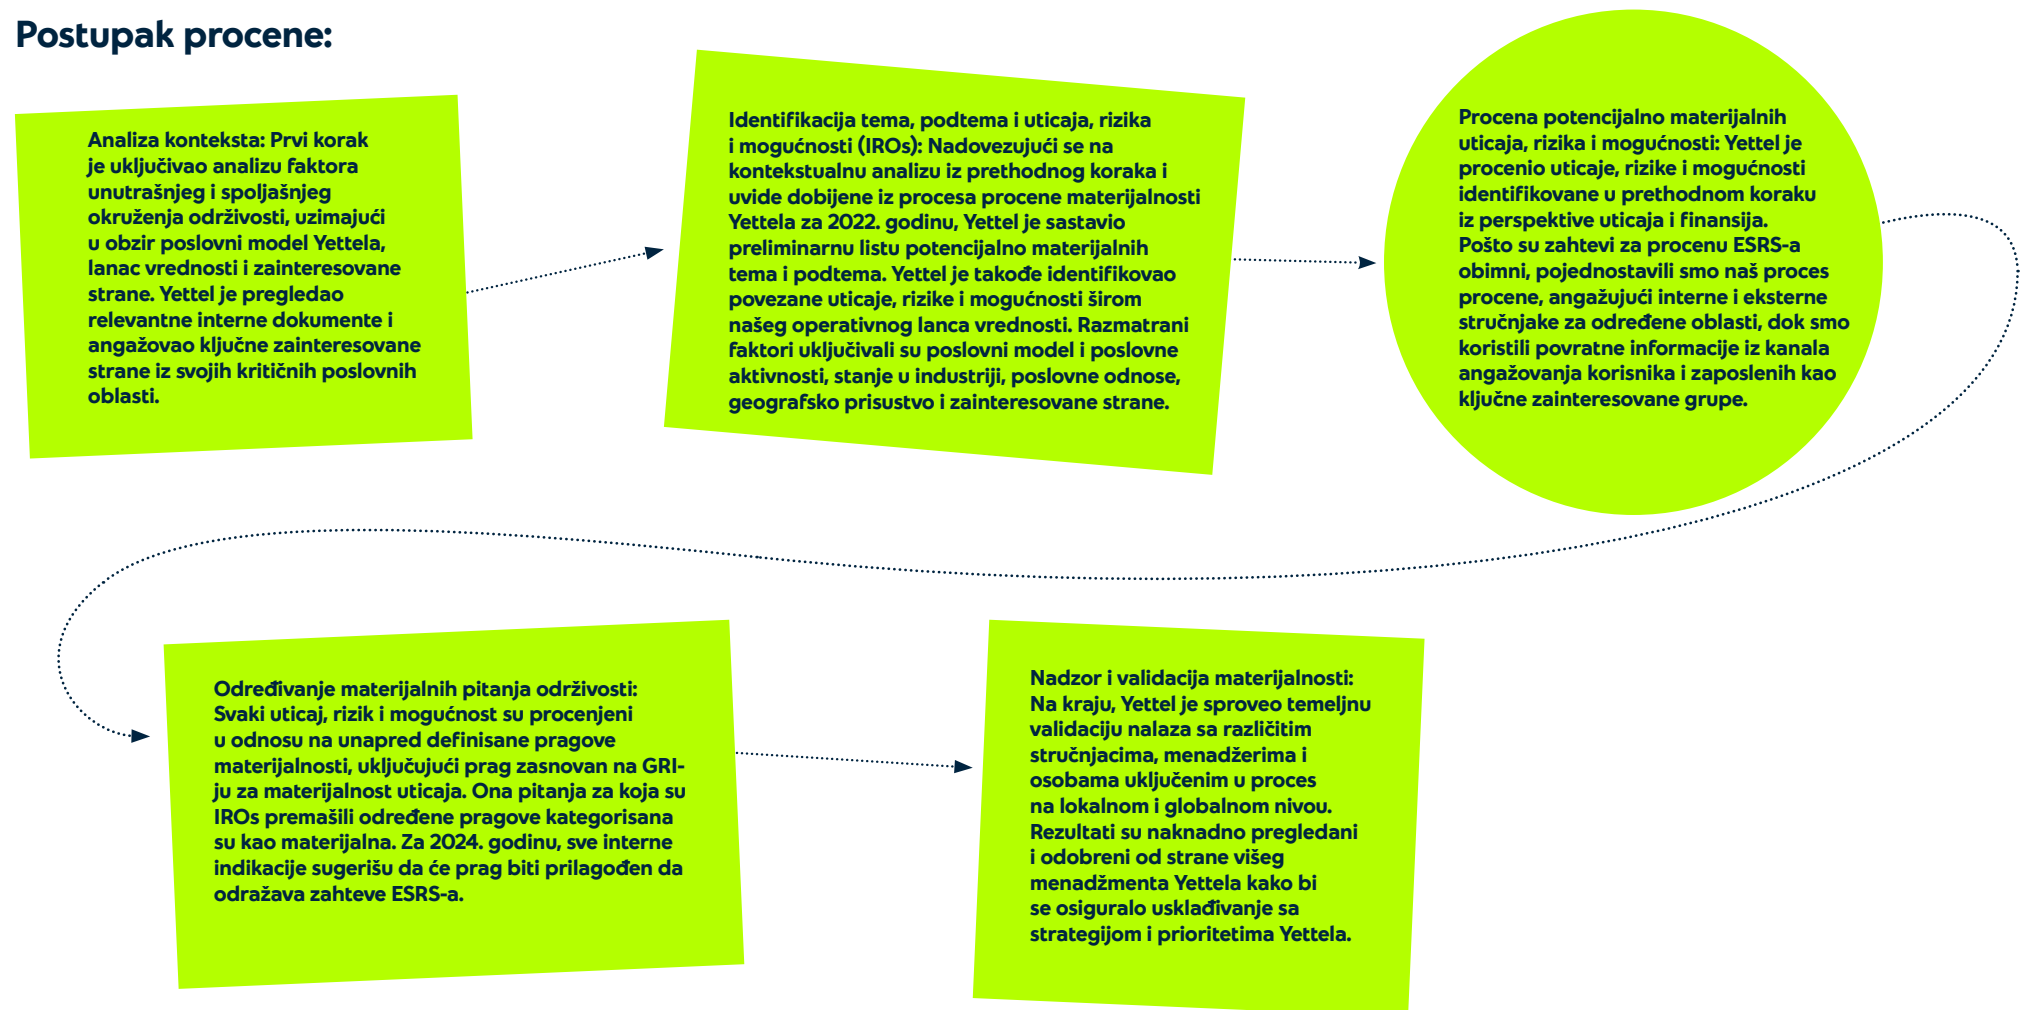 Postupak procene:
Analiza konteksta: Prvi korak
je uključivao analizu faktora
unutrašnjeg i spoljašnjeg
okruženja održivosti, uzimajući
u obzir poslovni model Yettela,
lanac vrednosti i zainteresovane
strane. Yettel je pregledao
relevantne interne dokumente i
angažovao ključne zainteresovane
strane iz svojih kritičnih poslovnih
oblasti.
Identifikacija tema, podtema i uticaja, rizika
i mogućnosti (IROs): Nadovezujući se na
kontekstualnu analizu iz prethodnog koraka i
uvide dobijene iz procesa procene materijalnosti
Yettela za 2022. godinu, Yettel je sastavio
preliminarnu listu potencijalno materijalnih
tema i podtema. Yettel je takođe identifikovao
povezane uticaje, rizike i mogućnosti širom
našeg operativnog lanca vrednosti. Razmatrani
faktori uključivali su poslovni model i poslovne
aktivnosti, stanje u industriji, poslovne odnose,
geografsko prisustvo i zainteresovane strane.
Procena potencijalno materijalnih
uticaja, rizika i mogućnosti: Yettel je
procenio uticaje, rizike i mogućnosti
identifikovane u prethodnom koraku
iz perspektive uticaja i finansija.
Pošto su zahtevi za procenu ESRS-a
obimni, pojednostavili smo naš proces
procene, angažujući interne i eksterne
stručnjake za određene oblasti, dok smo
koristili povratne informacije iz kanala
angažovanja korisnika i zaposlenih kao
ključne zainteresovane grupe.
Određivanje materijalnih pitanja održivosti:
Svaki uticaj, rizik i mogućnost su procenjeni
u odnosu na unapred definisane pragove
materijalnosti, uključujući prag zasnovan na GRI-
ju za materijalnost uticaja. Ona pitanja za koja su
IROs premašili određene pragove kategorisana
su kao materijalna. Za 2024. godinu, sve interne
indikacije sugerišu da će prag biti prilagođen da
odražava zahteve ESRS-a.
Nadzor i validacija materijalnosti:
Na kraju, Yettel je sproveo temeljnu
validaciju nalaza sa različitim
stručnjacima, menadžerima i
osobama uključenim u proces
na lokalnom i globalnom nivou.
Rezultati su naknadno pregledani
i odobreni od strane višeg
menadžmenta Yettela kako bi
se osiguralo usklađivanje sa
strategijom i prioritetima Yettela.